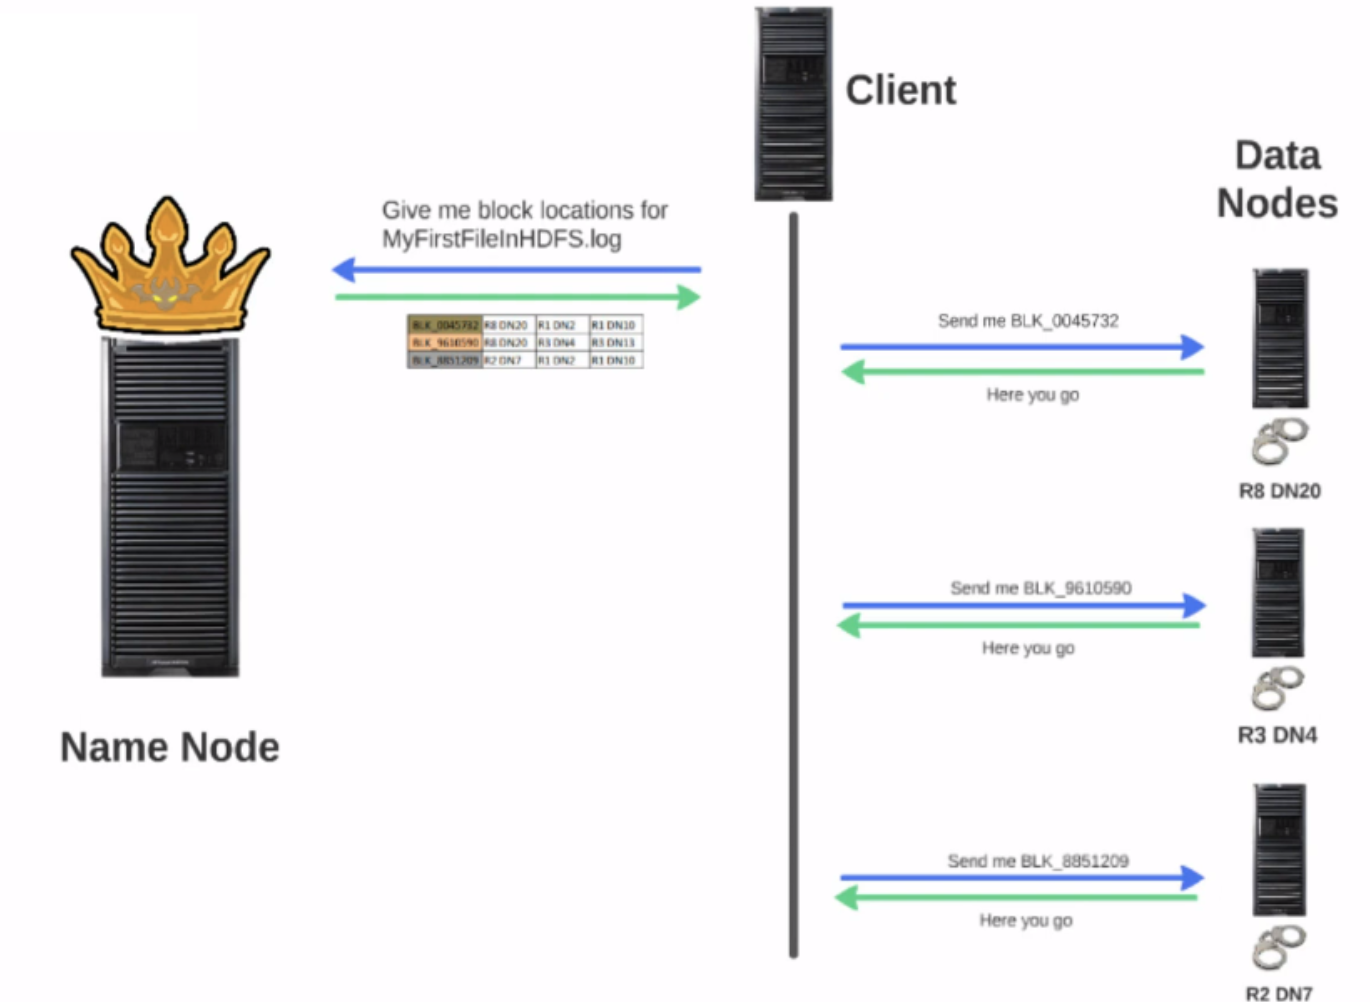 Client
Data
Nodes
Give me block locations for
MyFirstFileInHDFS.log
BLK_0045732 R8 DN20 R1 DN2 R1 DN10
BLK_9610590 R8 DN20 R3 DN4 R3 DN13
BLK_8851209 R2 DN7 R1 DN2 R1 DN10
Send me BLK_0045732
Here you go
R8 DN20
Send me BLK_9610590
Here you go
R3 DN4
Name Node
Send me BLK_8851209
Here you go
R2 DN7